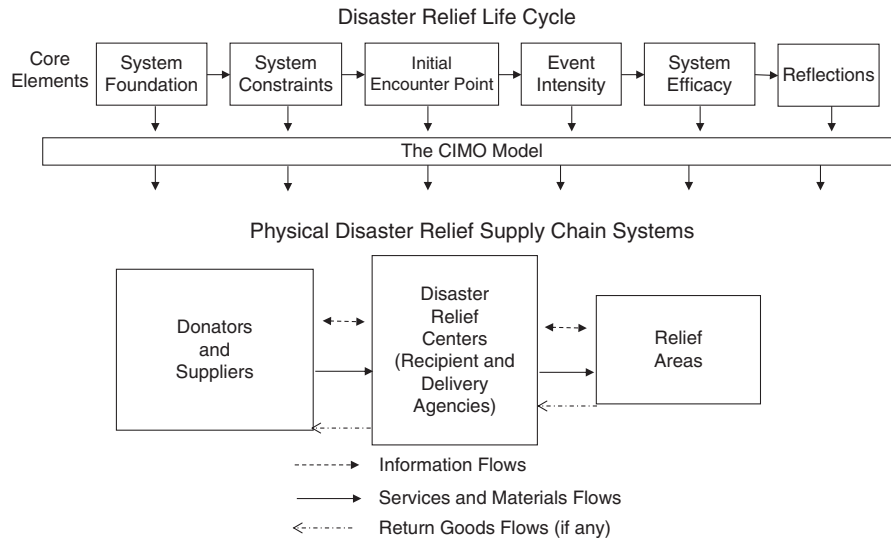 Disaster Relief Life Cycle
Core
Elements
System
Foundation
System
Constraints
Initial
Encounter Point
Event
Intensity
System
Efficacy
Reflections
The CIMO Model
Physical Disaster Relief Supply Chain Systems
Donators
and
Suppliers
Disaster
Relief
Centers
(Recipient and
Delivery
Agencies)
Relief
Areas
Information Flows
Services and Materials Flows
Return Goods Flows (if any)